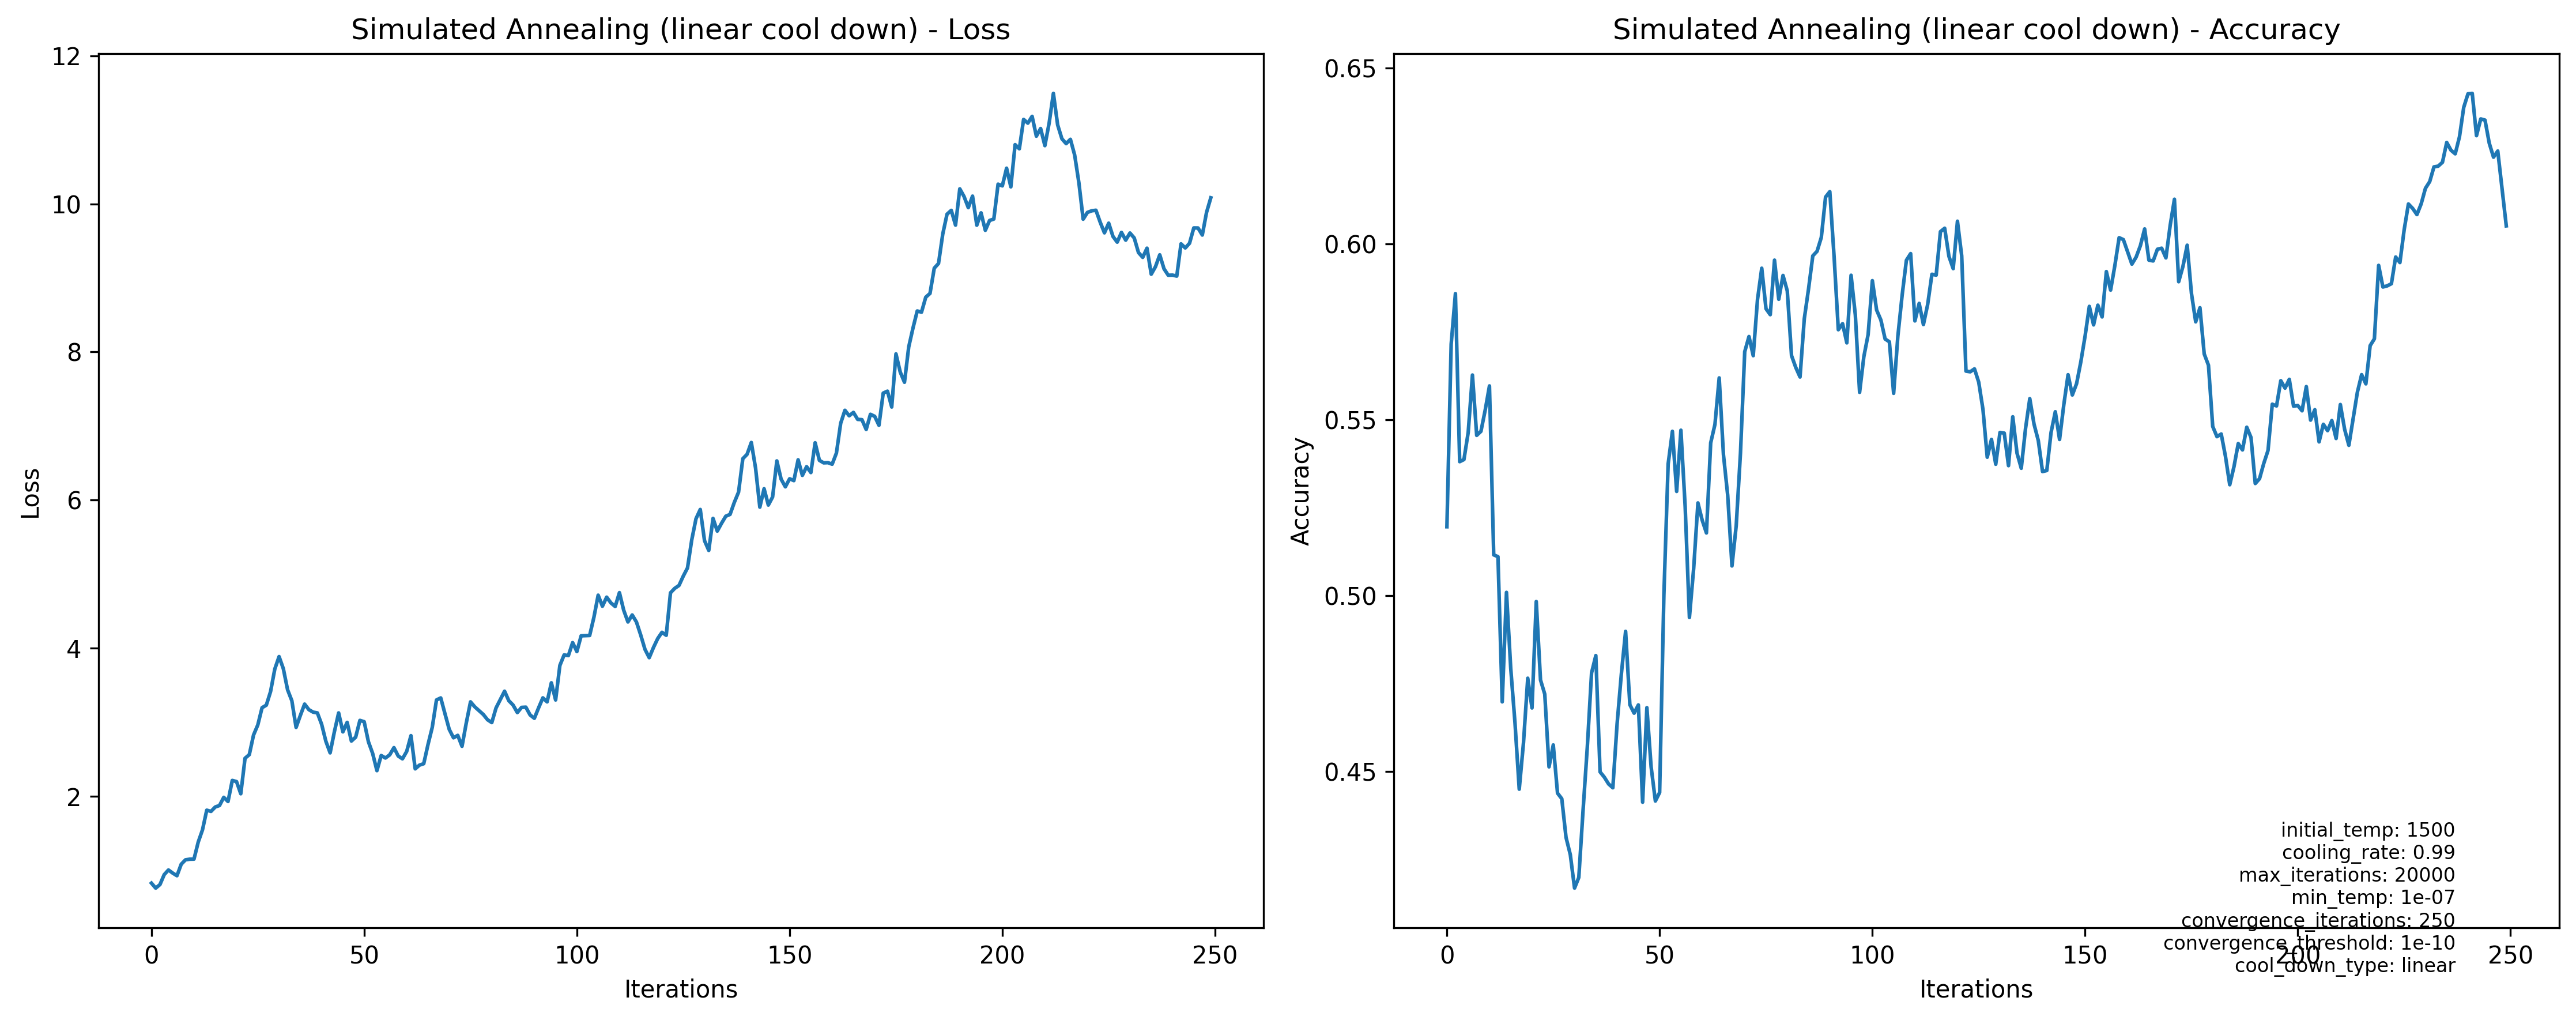 Simulated Annealing (linear cool down) - Loss
12
10
8
6
4
2
Loss
0
50
100
150
200
250
Iterations
Simulated Annealing (linear cool down) - Accuracy
0.65
0.60
0.55
0.50
0.45
Accuracy
0
50
100
150
200
250
Iterations
initial_temp: 1500
cooling_rate: 0.99
max_iterations: 20000
min_temp: 1e-07
convergence_iterations: 250
convergence_threshold: 1e-10
cool_down_type: linear